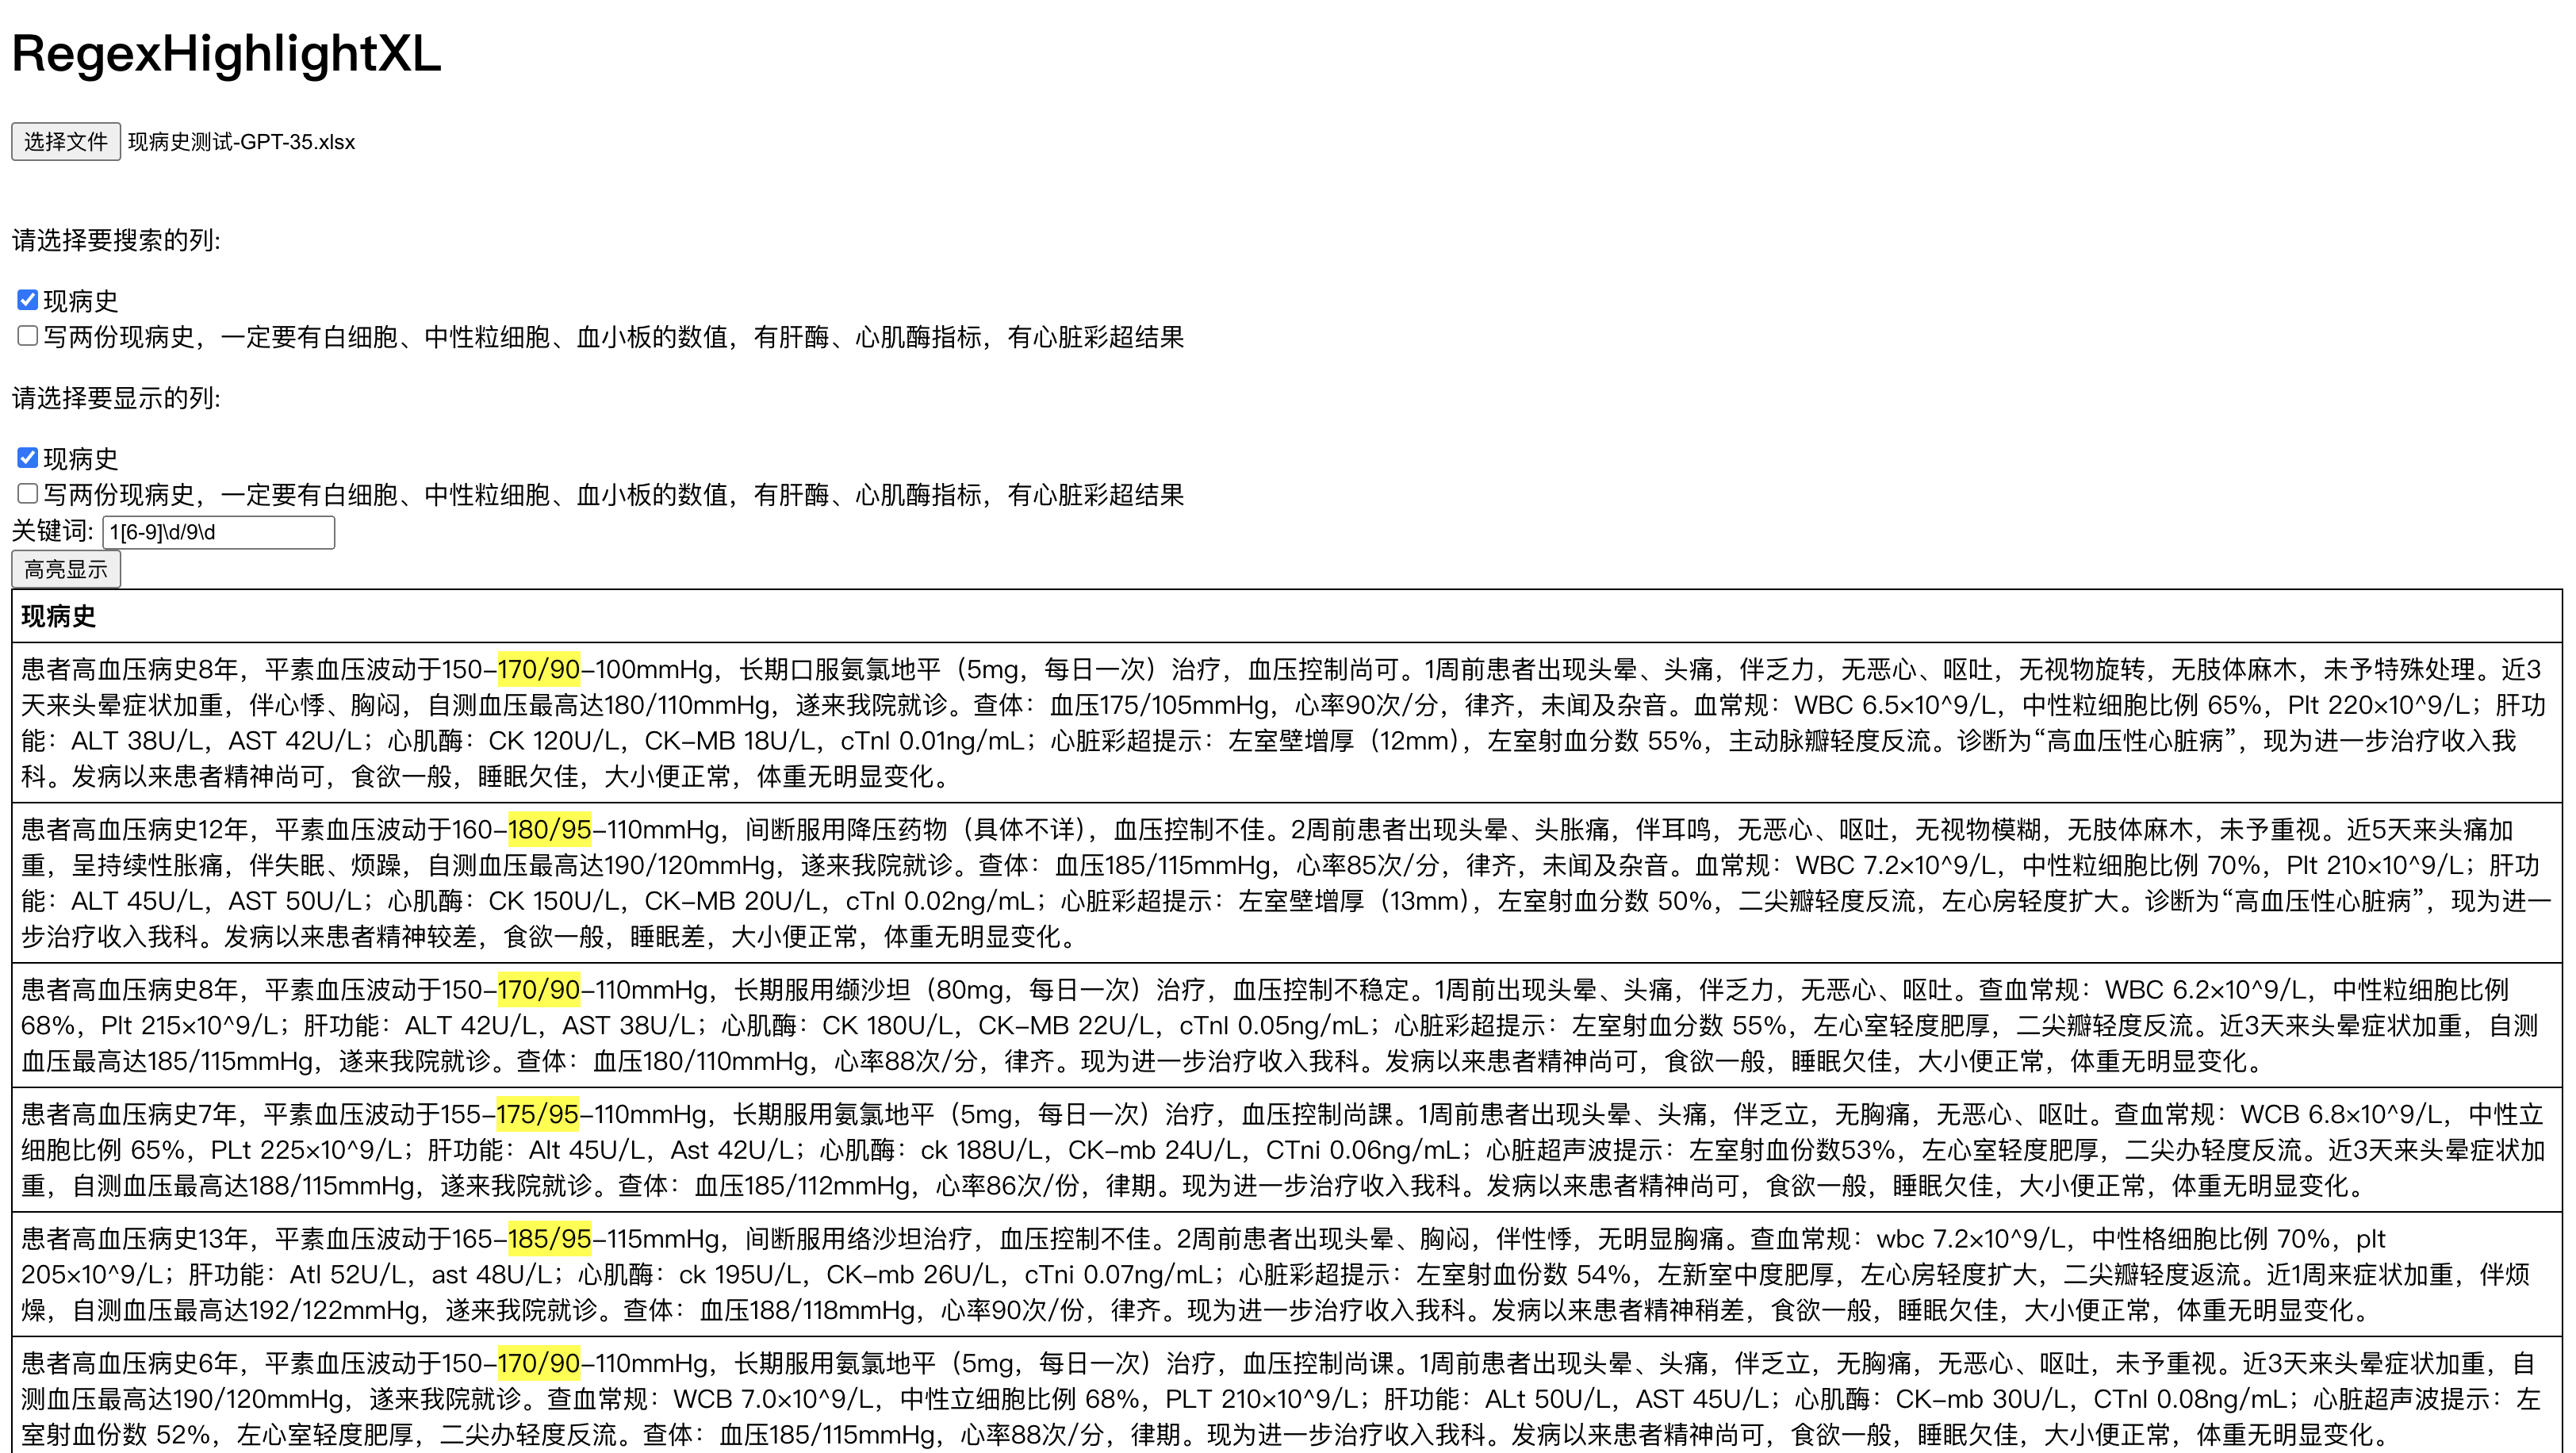 RegexHighlightXL
选择文件 现病史测试-GPT-35.xlsx
请选择要搜索的列:
现病史
写两份现病史，一定要有白细胞、中性粒细胞、血小板的数值，有肝酶、心肌酶指标，有心脏彩超结果
请选择要显示的列:
现病史
写两份现病史，一定要有白细胞、中性粒细胞、血小板的数值，有肝酶、心肌酶指标，有心脏彩超结果
关键词: 1[6-9]\d/9\d
高亮显示
现病史
患者高血压病史8年，平素血压波动于150-170/90-100mmHg，长期口服氨氯地平（5mg，每日一次）治疗，血压控制尚可。1周前患者出现头晕、头痛，伴乏力，无恶心、呕吐，无视物旋转，无肢体麻木，未予特殊处理。近3
天来头晕症状加重，伴心悸、胸闷，自测血压最高达180/110mmHg，遂来我院就诊。查体：血压175/105mmHg，心率90次/分，律齐，未闻及杂音。血常规：WBC 6.5×10^9/L，中性粒细胞比例 65%，Plt 220×10^9/L；肝功
能：ALT 38U/L，AST 42U/L；心肌酶：CK 120U/L，CK-MB 18U/L，cTnI 0.01ng/mL；心脏彩超提示：左室壁增厚（12mm），左室射血分数 55%，主动脉瓣轻度反流。诊断为“高血压性心脏病”，现为进一步治疗收入我
科。发病以来患者精神尚可，食欲一般，睡眠欠佳，大小便正常，体重无明显变化。
患者高血压病史12年，平素血压波动于160-180/95-110mmHg，间断服用降压药物（具体不详），血压控制不佳。2周前患者出现头晕、头胀痛，伴耳鸣，无恶心、呕吐，无视物模糊，无肢体麻木，未予重视。近5天来头痛加
重，呈持续性胀痛，伴失眠、烦躁，自测血压最高达190/120mmHg，遂来我院就诊。查体：血压185/115mmHg，心率85次/分，律齐，未闻及杂音。血常规：WBC 7.2×10^9/L，中性粒细胞比例 70%，Plt 210×10^9/L；肝功
能：ALT 45U/L，AST 50U/L；心肌酶：CK 150U/L，CK-MB 20U/L，cTnI 0.02ng/mL；心脏彩超提示：左室壁增厚（13mm），左室射血分数 50%，二尖瓣轻度反流，左心房轻度扩大。诊断为“高血压性心脏病”，现为进一
步治疗收入我科。发病以来患者精神较差，食欲一般，睡眠差，大小便正常，体重无明显变化。
患者高血压病史8年，平素血压波动于150-170/90-110mmHg，长期服用缬沙坦（80mg，每日一次）治疗，血压控制不稳定。1周前出现头晕、头痛，伴乏力，无恶心、呕吐。查血常规：WBC 6.2×10^9/L，中性粒细胞比例
68%，Plt 215×10^9/L；肝功能：ALT 42U/L，AST 38U/L；心肌酶：CK 180U/L，CK-MB 22U/L，cTnI 0.05ng/mL；心脏彩超提示：左室射血分数 55%，左心室轻度肥厚，二尖瓣轻度反流。近3天来头晕症状加重，自测
血压最高达185/115mmHg，遂来我院就诊。查体：血压180/110mmHg，心率88次/分，律齐。现为进一步治疗收入我科。发病以来患者精神尚可，食欲一般，睡眠欠佳，大小便正常，体重无明显变化。
患者高血压病史7年，平素血压波动于155-175/95-110mmHg，长期服用氨氯地平（5mg，每日一次）治疗，血压控制尚課。1周前患者出现头晕、头痛，伴乏立，无胸痛，无恶心、呕吐。查血常规：WCB 6.8×10^9/L，中性立
细胞比例 65%，PLt 225×10^9/L；肝功能：Alt 45U/L，Ast 42U/L；心肌酶：ck 188U/L，CK-mb 24U/L，CTni 0.06ng/mL；心脏超声波提示：左室射血份数53%，左心室轻度肥厚，二尖办轻度反流。近3天来头晕症状加
重，自测血压最高达188/115mmHg，遂来我院就诊。查体：血压185/112mmHg，心率86次/份，律期。现为进一步治疗收入我科。发病以来患者精神尚可，食欲一般，睡眠欠佳，大小便正常，体重无明显变化。
患者高血压病史13年，平素血压波动于165-185/95-115mmHg，间断服用络沙坦治疗，血压控制不佳。2周前患者出现头晕、胸闷，伴性悸，无明显胸痛。查血常规：wbc 7.2×10^9/L，中性格细胞比例 70%，plt
205×10^9/L；肝功能：Atl 52U/L，ast 48U/L；心肌酶：ck 195U/L，CK-mb 26U/L，cTni 0.07ng/mL；心脏彩超提示：左室射血份数 54%，左新室中度肥厚，左心房轻度扩大，二尖瓣轻度返流。近1周来症状加重，伴烦
燥，自测血压最高达192/122mmHg，遂来我院就诊。查体：血压188/118mmHg，心率90次/份，律齐。现为进一步治疗收入我科。发病以来患者精神稍差，食欲一般，睡眠欠佳，大小便正常，体重无明显变化。
患者高血压病史6年，平素血压波动于150-170/90-110mmHg，长期服用氨氯地平（5mg，每日一次）治疗，血压控制尚课。1周前患者出现头晕、头痛，伴乏立，无胸痛，无恶心、呕吐，未予重视。近3天来头晕症状加重，自
测血压最高达190/120mmHg，遂来我院就诊。查血常规：WCB 7.0×10^9/L，中性立细胞比例 68%，PLT 210×10^9/L；肝功能：ALt 50U/L，AST 45U/L；心肌酶：CK-mb 30U/L，CTnI 0.08ng/mL；心脏超声波提示：左
室射血份数 52%，左心室轻度肥厚，二尖办轻度反流。查体：血压185/115mmHg，心率88次/分，律期。现为进一步治疗收入我科。发病以来患者精神尚可，食欲一般，睡眠欠佳，大小便正常，体重无明显变化。